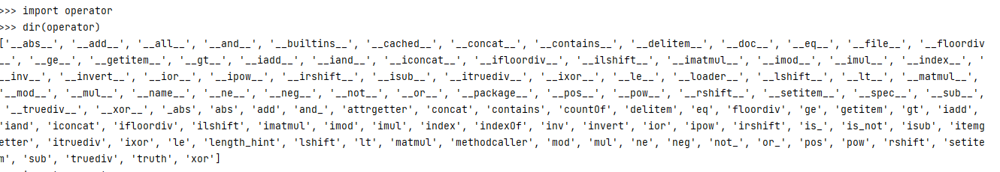 >>> import operator
>>> dir(operator)
['__abs__', '__add__', '__all__', '__and__', '__builtins__', '__cached__', '__concat__', '__contains__', '__delitem__', '__doc__', '__eq__', '__file__', '__floordiv
__', '__ge__', '__getitem__', '__gt__', '__iadd__', '__iand__', '__iconcat__', '__ifloordiv__', '__ilshift__', '__imatmul__', '__imod__', '__imul__', '__index__', '
__inv__', '__invert__', '__ior__', '__ipow__', '__irshift__', '__isub__', '__itruediv__', '__ixor__', '__le__', '__loader__', '__lshift__', '__lt__', '__matmul__',
'__mod__', '__mul__', '__name__', '__ne__', '__neg__', '__not__', '__or__', '__package__', '__pos__', '__pow__', '__rshift__', '__setitem__', '__spec__', '__sub__',
'__truediv__', '__xor__', '_abs', 'abs', 'add', 'and_', 'attrgetter', 'concat', 'contains', 'countOf', 'delitem', 'eq', 'floordiv', 'ge', 'getitem', 'gt', 'iadd',
'iand', 'iconcat', 'ifloordiv', 'ilshift', 'imatmul', 'imod', 'imul', 'index', 'indexOf', 'inv', 'invert', 'ior', 'ipow', 'irshift', 'is_', 'is_not', 'isub', 'itemg
etter', 'itruediv', 'ixor', 'le', 'length_hint', 'lshift', 'lt', 'matmul', 'methodcaller', 'mod', 'mul', 'ne', 'neg', 'not_', 'or_', 'pos', 'pow', 'rshift', 'setite
m', 'sub', 'truediv', 'truth', 'xor']